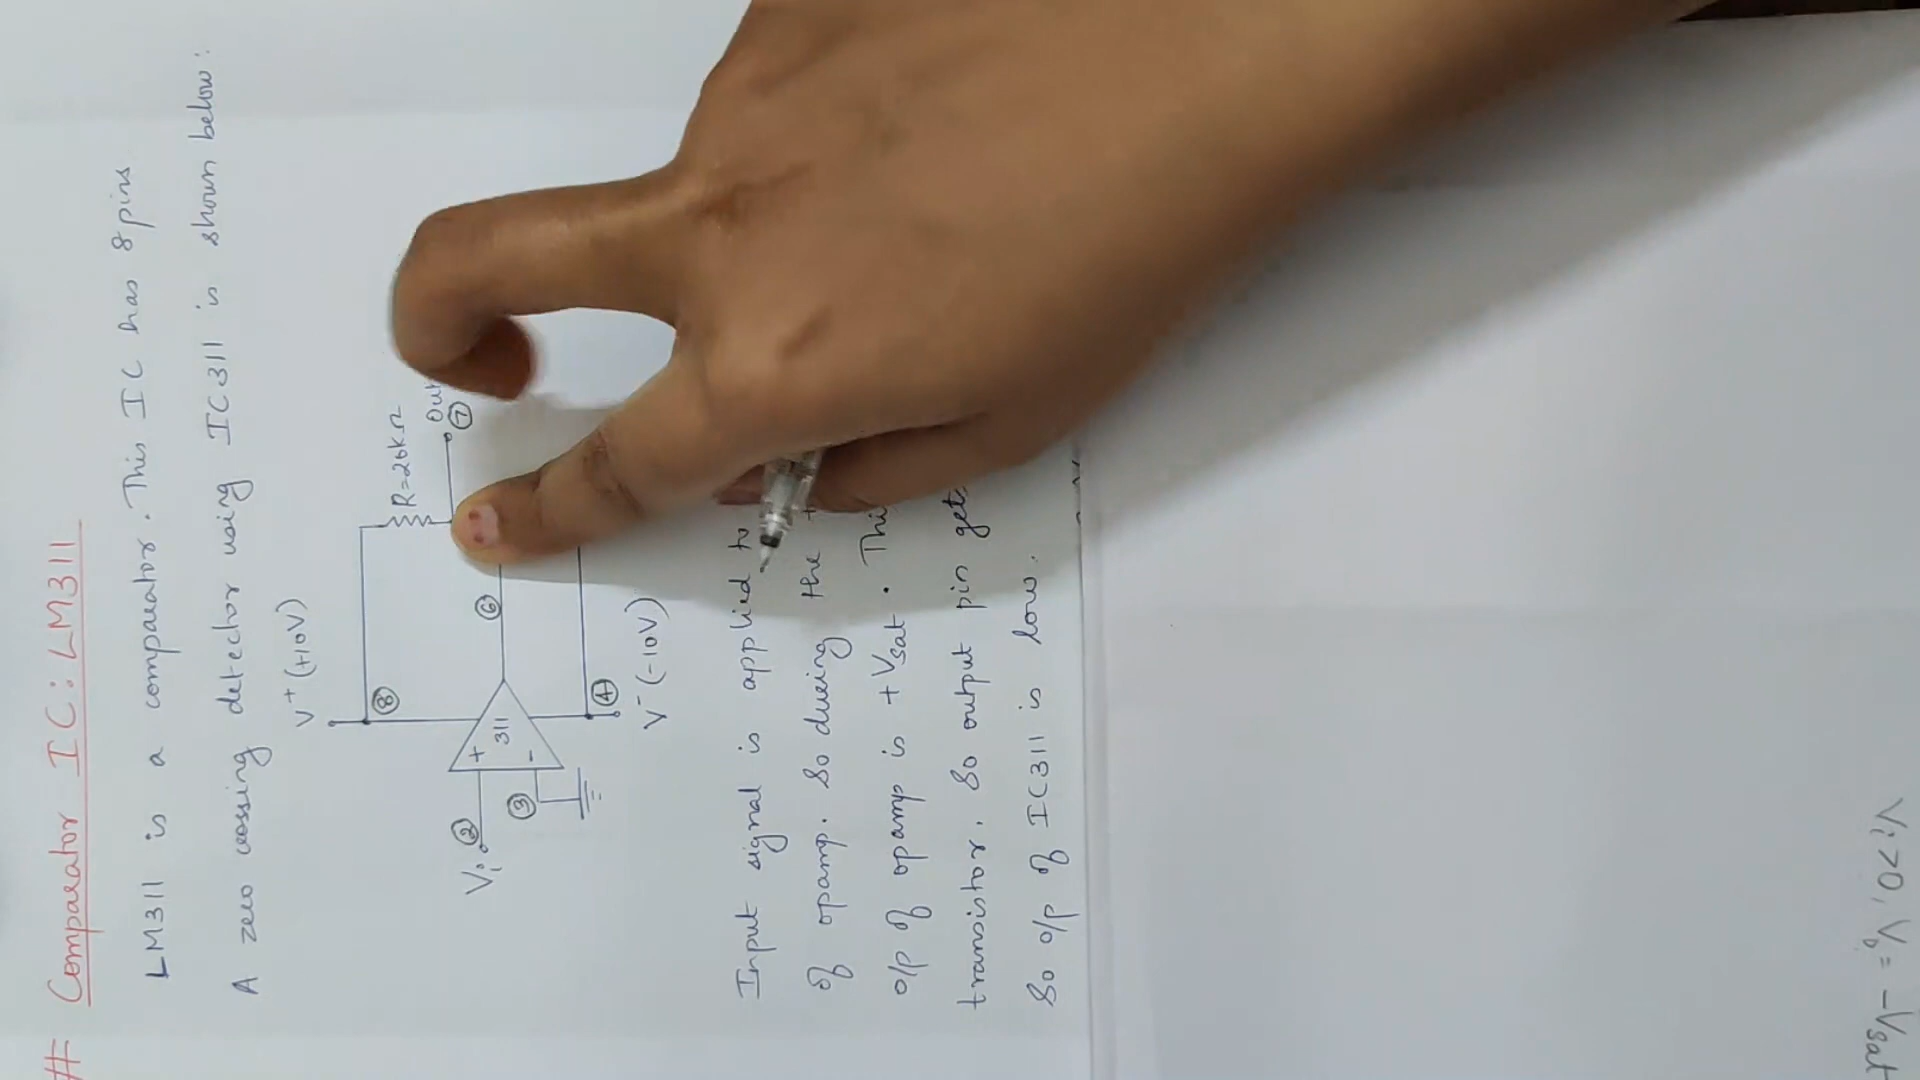 # Comparator IC: LM311
LM311 is a comparator. This IC has 8 pins
A zero crossing detector using IC311 is shown below:
V+ (+10V)
8
R=20kΩ
Out
7
Vi
2
+
311
6
3
-
4
V- (-10V)
Input signal is applied to
of opamp. So during the +
o/p of opamp is +Vsat. Thi
transistor. So output pin gets
So o/p of IC311 is low.
Vi>0, Vo = -Vsat